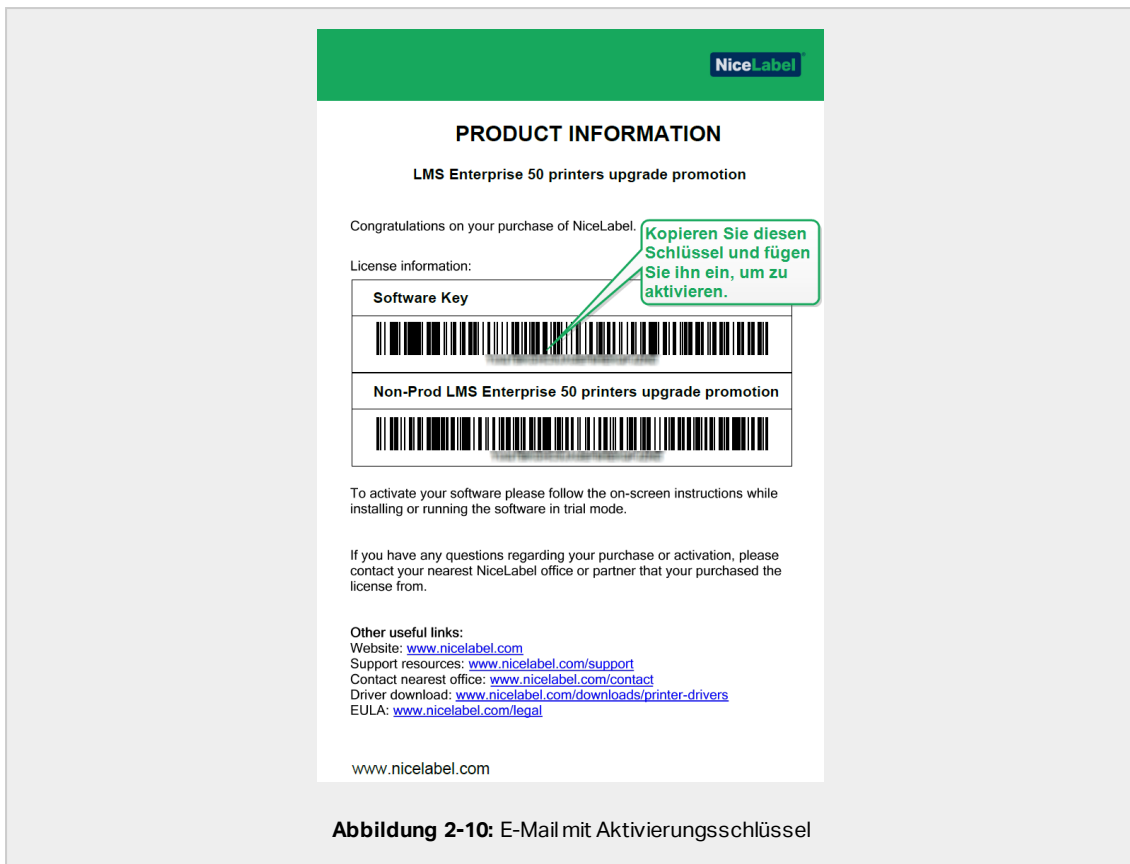 NiceLabel
PRODUCT INFORMATION
LMS Enterprise 50 printers upgrade promotion
Congratulations on your purchase of NiceLabel.
Kopieren Sie diesen
Schlüssel und fügen
Sie ihn ein, um zu
aktivieren.
License information:
Software Key
Non-Prod LMS Enterprise 50 printers upgrade promotion
To activate your software please follow the on-screen instructions while
installing or running the software in trial mode.
If you have any questions regarding your purchase or activation, please
contact your nearest NiceLabel office or partner that your purchased the
license from.
Other useful links:
Website: www.nicelabel.com
Support resources: www.nicelabel.com/support
Contact nearest office: www.nicelabel.com/contact
Driver download: www.nicelabel.com/downloads/printer-drivers
EULA: www.nicelabel.com/legal
www.nicelabel.com
Abbildung 2-10: E-Mail mit Aktivierungsschlüssel